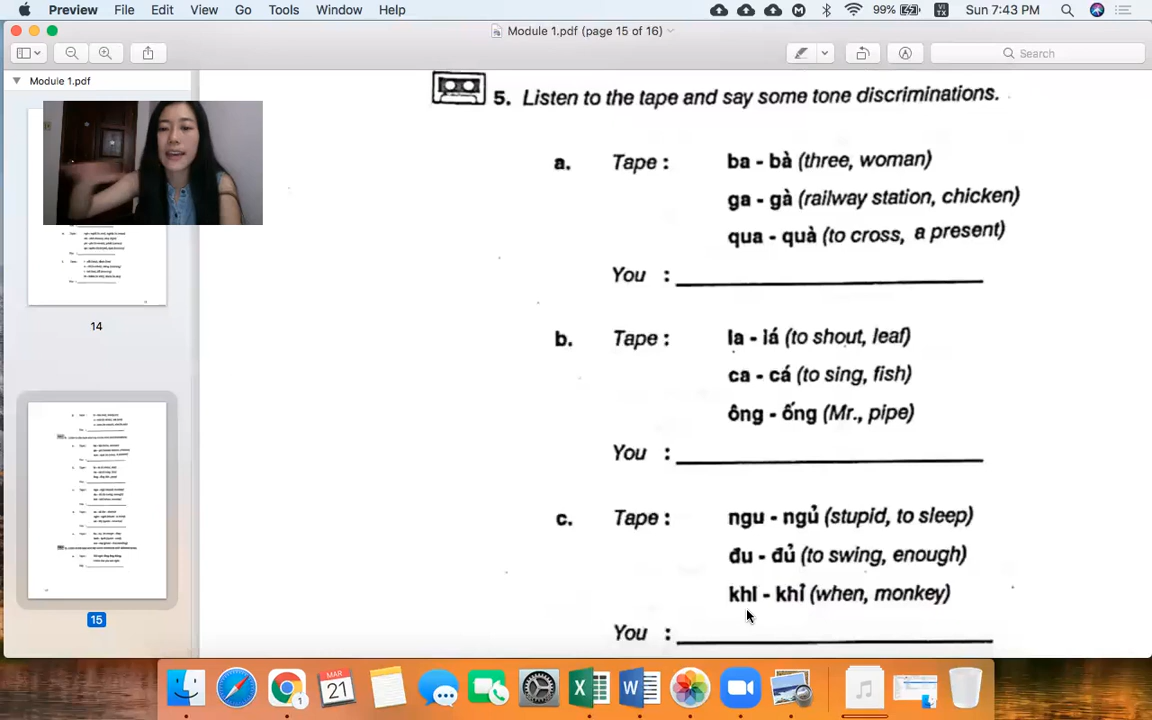 Preview File Edit View Go Tools Window Help 99% VI TX Sun 7:43 PM
Module 1.pdf (page 15 of 16)
Search
Module 1.pdf
14
15
5. Listen to the tape and say some tone discriminations.
a. Tape : ba - bà (three, woman)
ga - gà (railway station, chicken)
qua - quà (to cross, a present)
You :
b. Tape : la - lá (to shout, leaf)
ca - cá (to sing, fish)
ông - ống (Mr., pipe)
You :
c. Tape : ngu - ngủ (stupid, to sleep)
đu - đủ (to swing, enough)
khi - khỉ (when, monkey)
You :
MAR
21